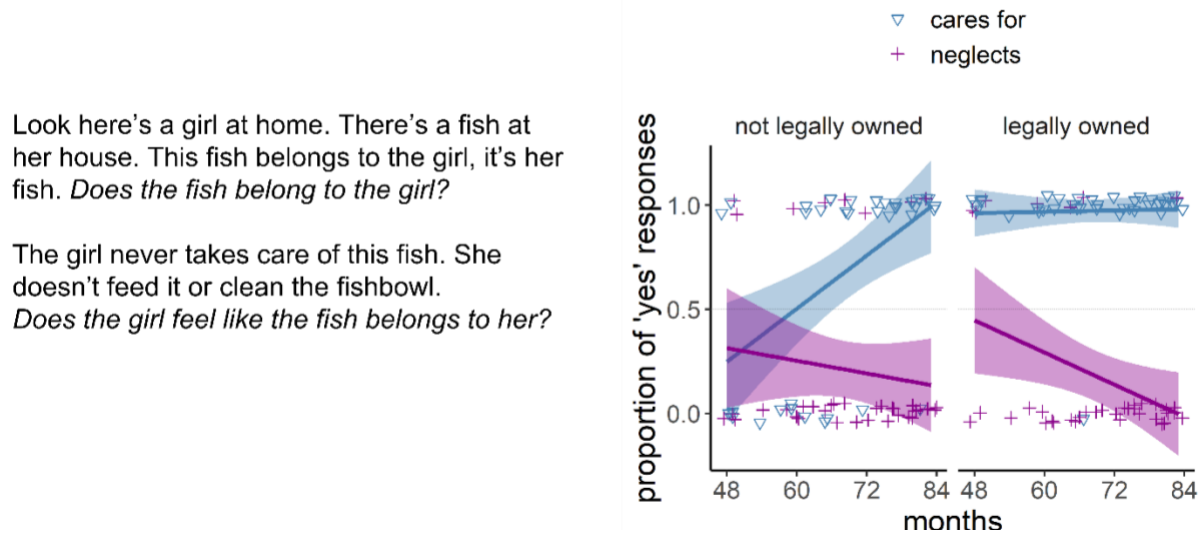 Look here's a girl at home. There's a fish at
her house. This fish belongs to the girl, it's her
fish. Does the fish belong to the girl?
The girl never takes care of this fish. She
doesn't feed it or clean the fishbowl.
Does the girl feel like the fish belongs to her?
cares for
neglects
not legally owned
legally owned
proportion of 'yes' responses
1.0
0.5
0.0
48 60 72 84 48 60 72 84
months